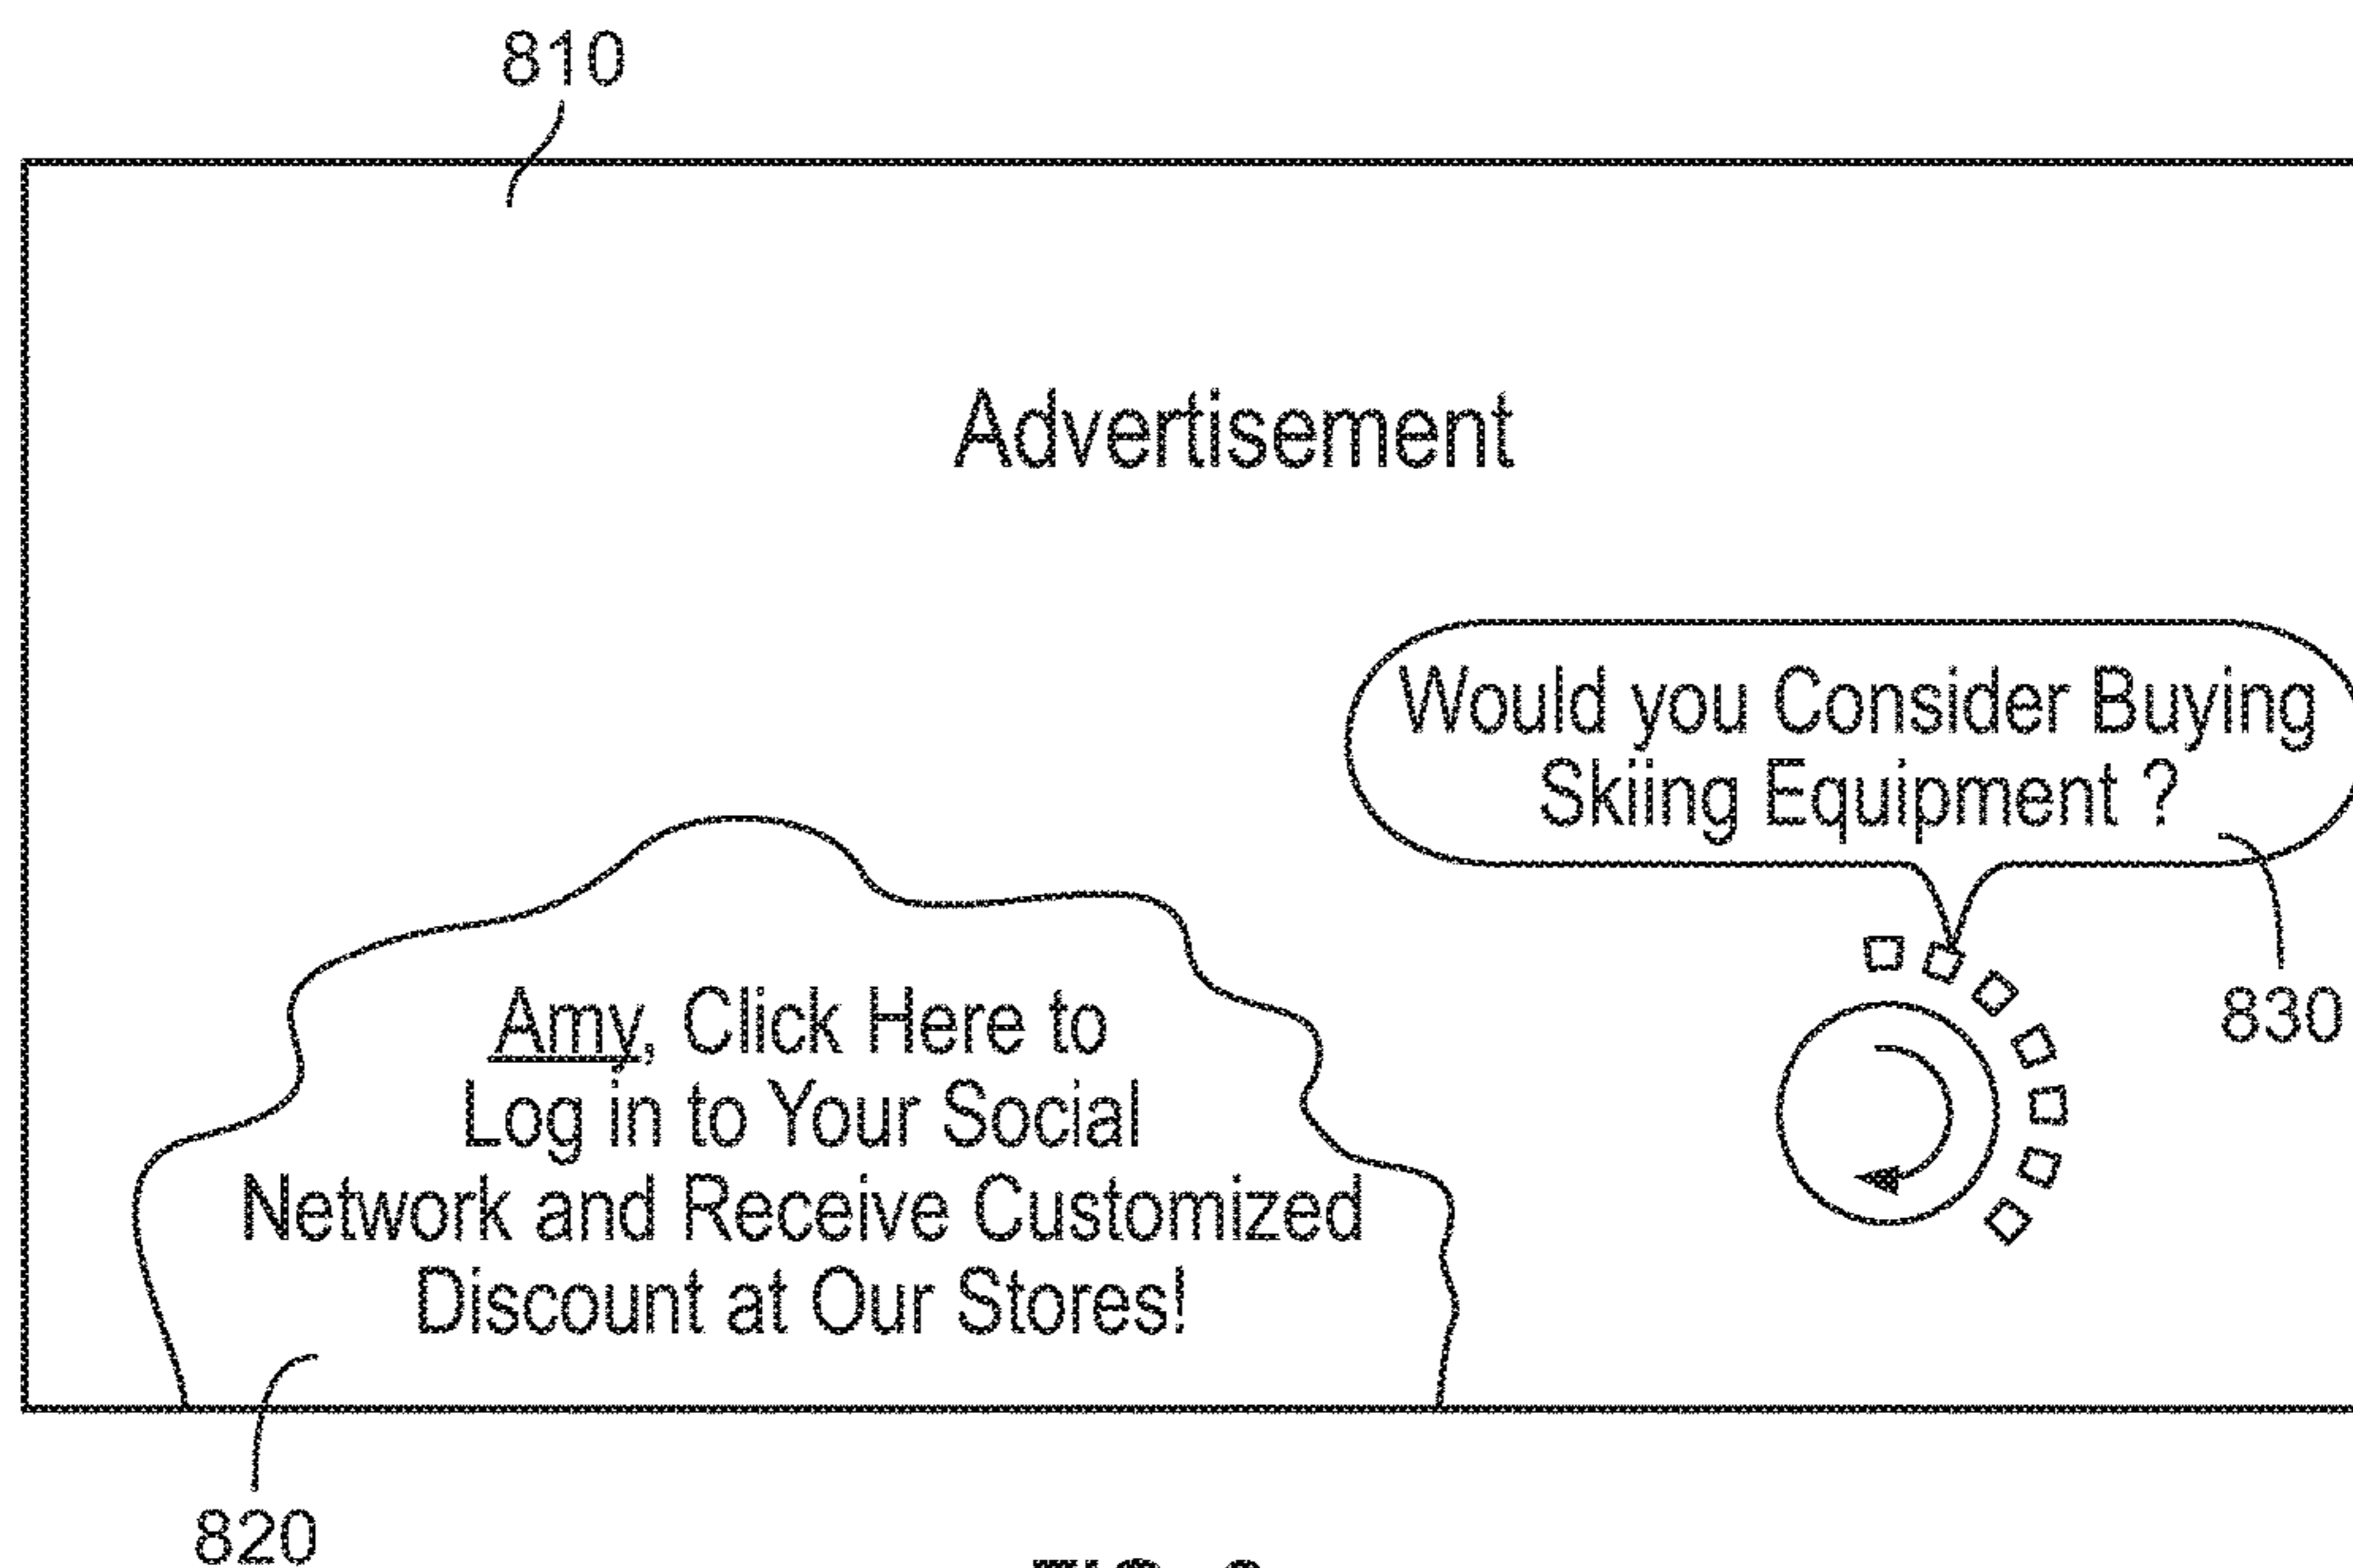 810
Advertisement
Would you Consider Buying
Skiing Equipment ?
830
Amy, Click Here to
Log in to Your Social
Network and Receive Customized
Discount at Our Stores!
820